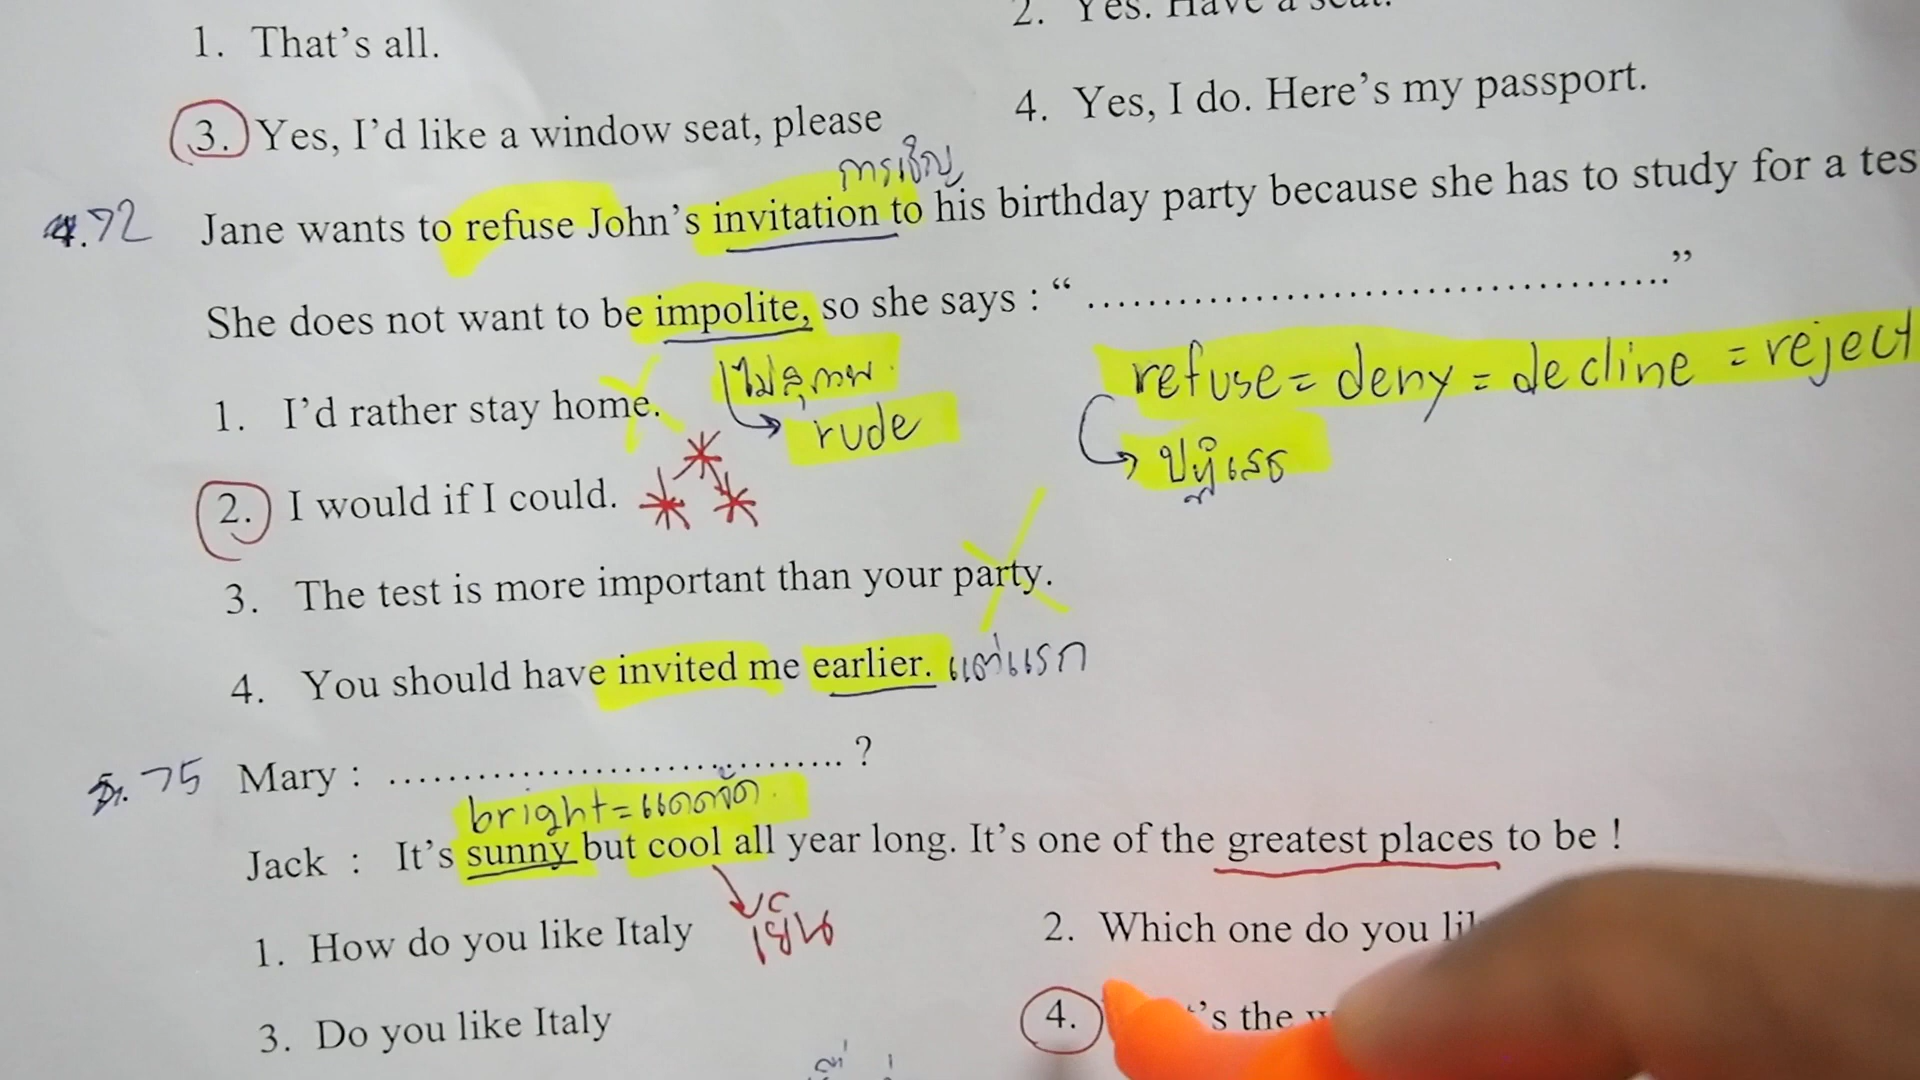 1. That's all.
2. Yes. Have a seat.
3. Yes, I'd like a window seat, please
4. Yes, I do. Here's my passport.
การเชิญ
4.72 Jane wants to refuse John's invitation to his birthday party because she has to study for a tes
She does not want to be impolite, so she says : “ ........................................ ”
ไม่สุภาพ
rude
refuse = deny = decline = reject
ปฏิเสธ
1. I'd rather stay home.
2. I would if I could.
3. The test is more important than your party.
4. You should have invited me earlier. แต่แรก
75 Mary : ................................ ?
bright = แดดจัด
Jack : It's sunny but cool all year long. It's one of the greatest places to be !
เย็น
1. How do you like Italy
2. Which one do you
3. Do you like Italy
4. 's the